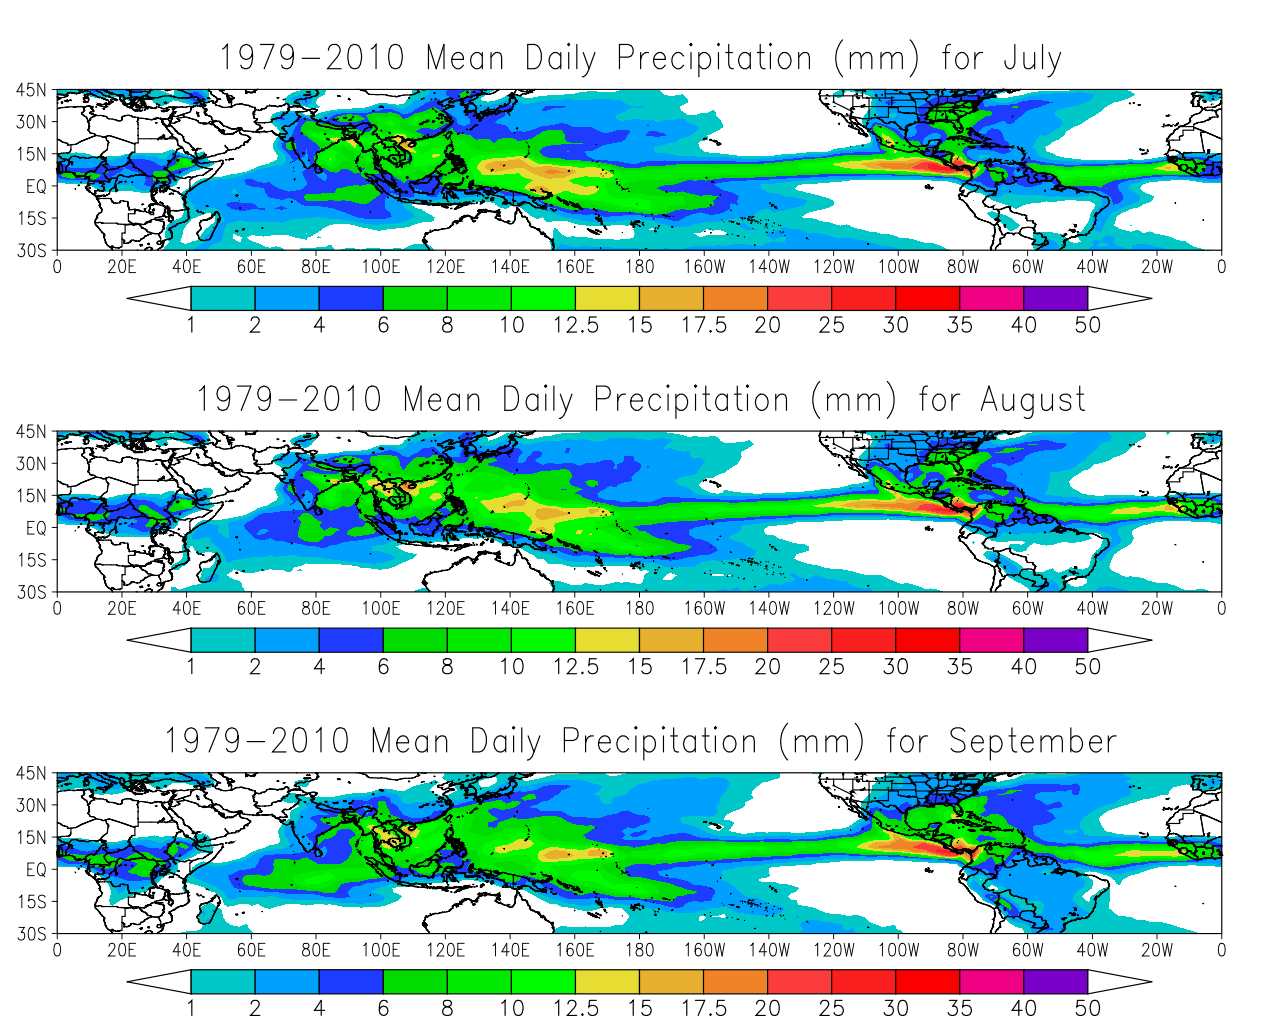 1979-2010 Mean Daily Precipitation (mm) for July
45N
30N
15N
EQ
15S
30S
0 20E 40E 60E 80E 100E 120E 140E 160E 180 160W 140W 120W 100W 80W 60W 40W 20W 0
1 2 4 6 8 10 12.5 15 17.5 20 25 30 35 40 50
1979-2010 Mean Daily Precipitation (mm) for August
45N
30N
15N
EQ
15S
30S
0 20E 40E 60E 80E 100E 120E 140E 160E 180 160W 140W 120W 100W 80W 60W 40W 20W 0
1 2 4 6 8 10 12.5 15 17.5 20 25 30 35 40 50
1979-2010 Mean Daily Precipitation (mm) for September
45N
30N
15N
EQ
15S
30S
0 20E 40E 60E 80E 100E 120E 140E 160E 180 160W 140W 120W 100W 80W 60W 40W 20W 0
1 2 4 6 8 10 12.5 15 17.5 20 25 30 35 40 50